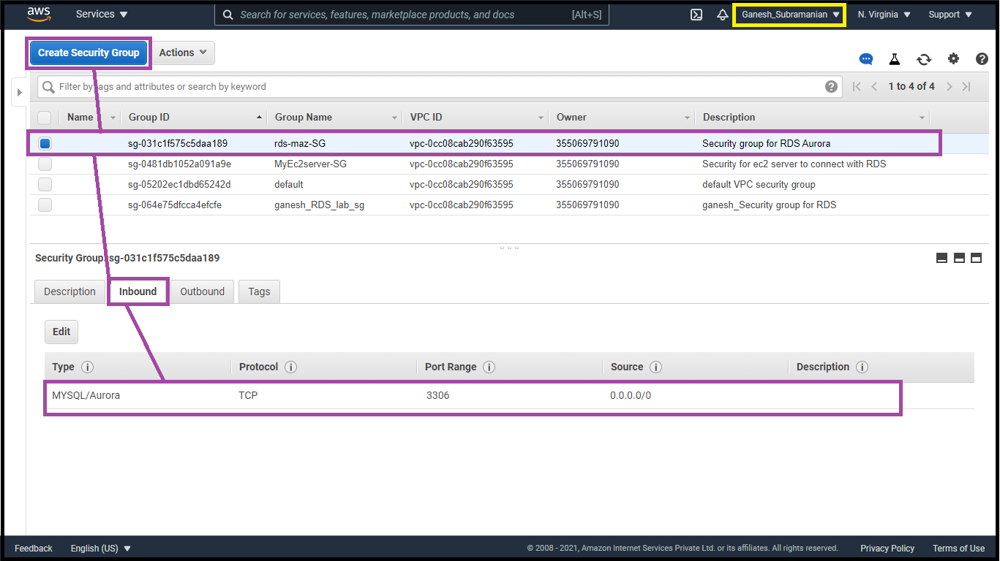 aws Services Search for services, features, marketplace products, and docs [Alt+S] Ganesh_Subramanian N. Virginia Support
Create Security Group Actions
Filter by tags and attributes or search by keyword 1 to 4 of 4
Name Group ID Group Name VPC ID Owner Description
sg-031c1f575c5daa189 rds-maz-SG vpc-0cc08cab290f63595 355069791090 Security group for RDS Aurora
sg-0481db1052a091a9e MyEc2server-SG vpc-0cc08cab290f63595 355069791090 Security for ec2 server to connect with RDS
sg-05202ec1dbd65242d default vpc-0cc08cab290f63595 355069791090 default VPC security group
sg-064e75dfcca4efcfe ganesh_RDS_lab_sg vpc-0cc08cab290f63595 355069791090 ganesh_Security group for RDS
Security Group: sg-031c1f575c5daa189
Description Inbound Outbound Tags
Edit
Type Protocol Port Range Source Description
MYSQL/Aurora TCP 3306 0.0.0.0/0
Feedback English (US) © 2008 - 2021, Amazon Internet Services Private Ltd. or its affiliates. All rights reserved. Privacy Policy Terms of Use